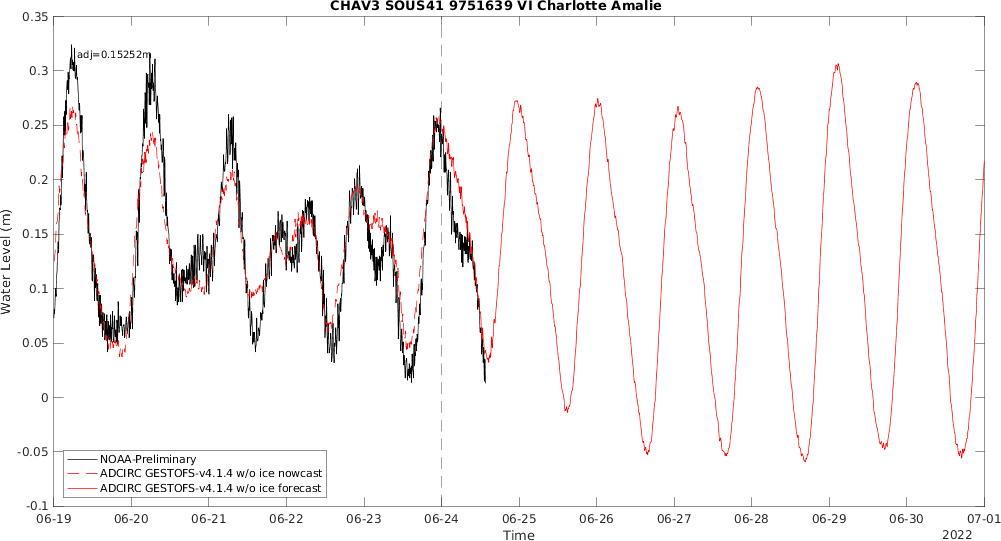 CHAV3 SOUS41 9751639 VI Charlotte Amalie
0.35
0.3
0.25
0.2
0.15
0.1
0.05
0
-0.05
-0.1
Water Level (m)
adj=0.15252m
NOAA-Preliminary
ADCIRC GESTOFS-v4.1.4 w/o ice nowcast
ADCIRC GESTOFS-v4.1.4 w/o ice forecast
06-19 06-20 06-21 06-22 06-23 06-24 06-25 06-26 06-27 06-28 06-29 06-30 07-01
Time
2022